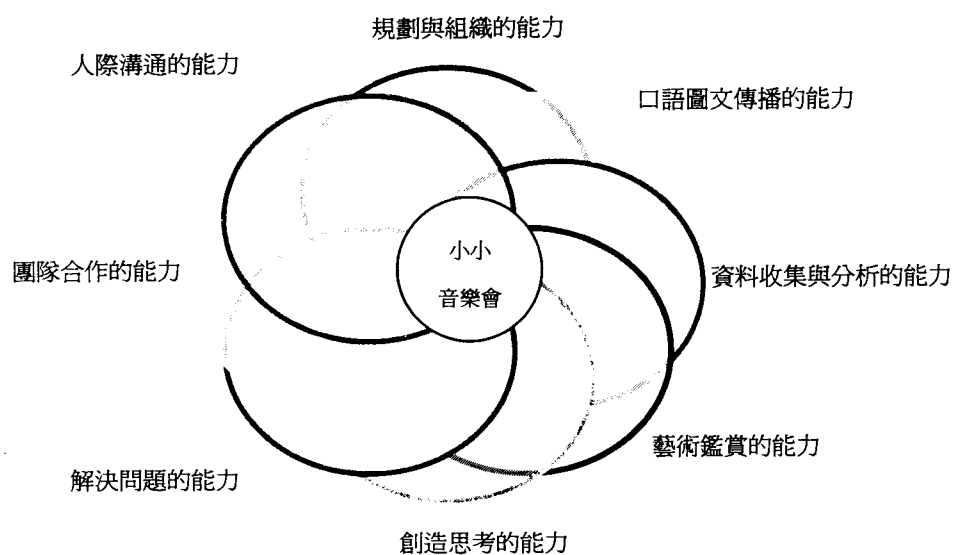 規劃與組織的能力
人際溝通的能力
口語圖文傳播的能力
小小
音樂會
團隊合作的能力
資料收集與分析的能力
藝術鑑賞的能力
解決問題的能力
創造思考的能力